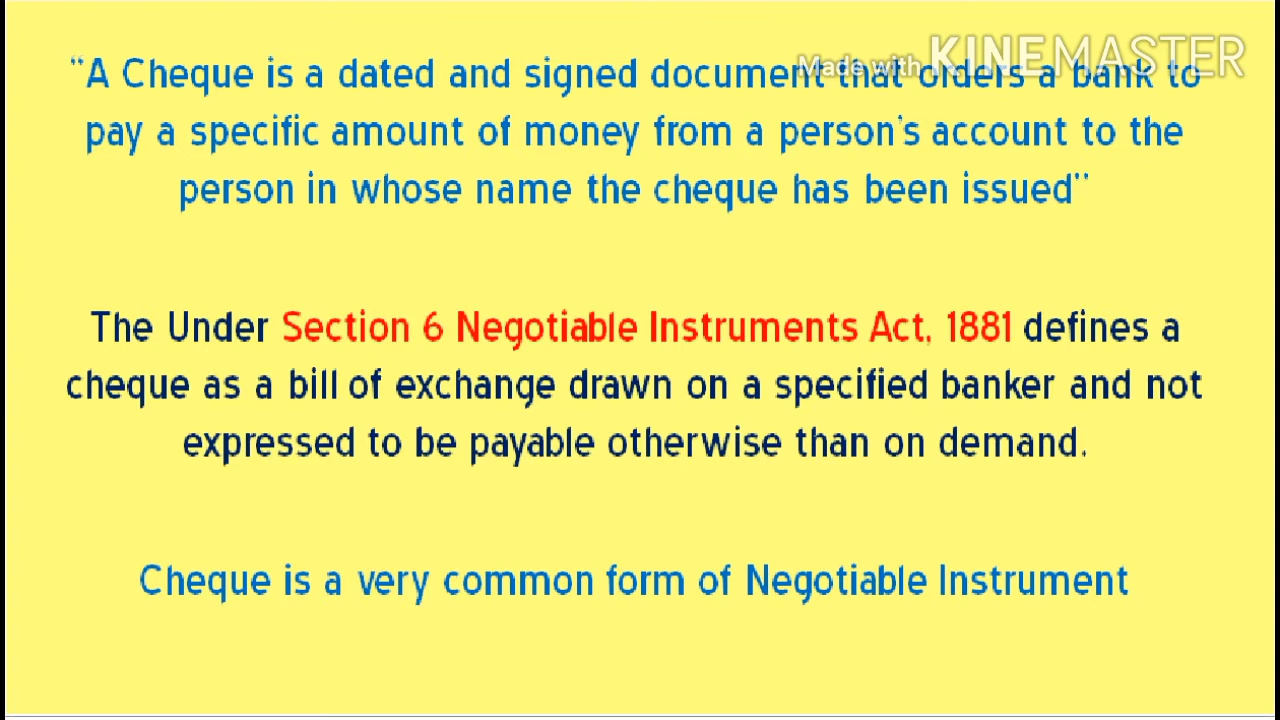 "A Cheque is a dated and signed document that orders a bank to
pay a specific amount of money from a person's account to the
person in whose name the cheque has been issued"
The Under Section 6 Negotiable Instruments Act, 1881 defines a
cheque as a bill of exchange drawn on a specified banker and not
expressed to be payable otherwise than on demand.
Cheque is a very common form of Negotiable Instrument
Made with KINEMASTER